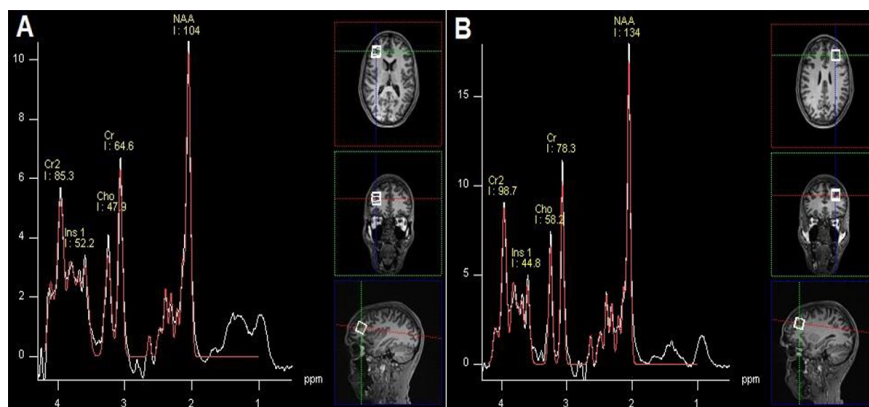 A
NAA
I : 104
10
8
Cr
I : 64.6
Cr2
I : 85.3
6
Cho
I : 47.9
Ins 1
I : 52.2
4
2
0
ppm
4
3
2
1
B
NAA
I : 134
15
Cr
I : 78.3
Cr2
I : 98.7
10
Cho
I : 58.2
Ins 1
I : 44.8
5
0
ppm
4
3
2
1